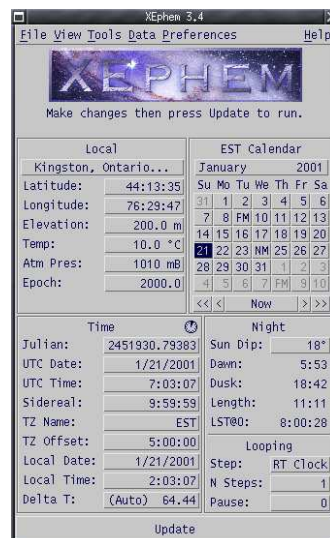 XEphem 3.4
File View Tools Data Preferences Help
XEPHEM
Make changes then press Update to run.
Local
Kingston, Ontario...
Latitude: 44:13:35
Longitude: 76:29:47
Elevation: 200.0 m
Temp: 10.0 °C
Atm Pres: 1010 mB
Epoch: 2000.0
EST Calendar
January 2001
Su Mo Tu We Th Fr Sa
31 1 2 3 4 5 6
7 8 FM 10 11 12 13
14 15 16 17 18 19 20
21 22 23 NM 25 26 27
28 29 30 31 1 2 3
4 5 6 7 FM 9 10
<< < Now > >>
Time
Julian: 2451930.79383
UTC Date: 1/21/2001
UTC Time: 7:03:07
Sidereal: 9:59:59
TZ Name: EST
TZ Offset: 5:00:00
Local Date: 1/21/2001
Local Time: 2:03:07
Delta T: (Auto) 64.44
Night
Sun Dip: 18°
Dawn: 5:53
Dusk: 18:42
Length: 11:11
LST@0: 8:00:28
Looping
Step: RT Clock
N Steps: 1
Pause: 0
Update